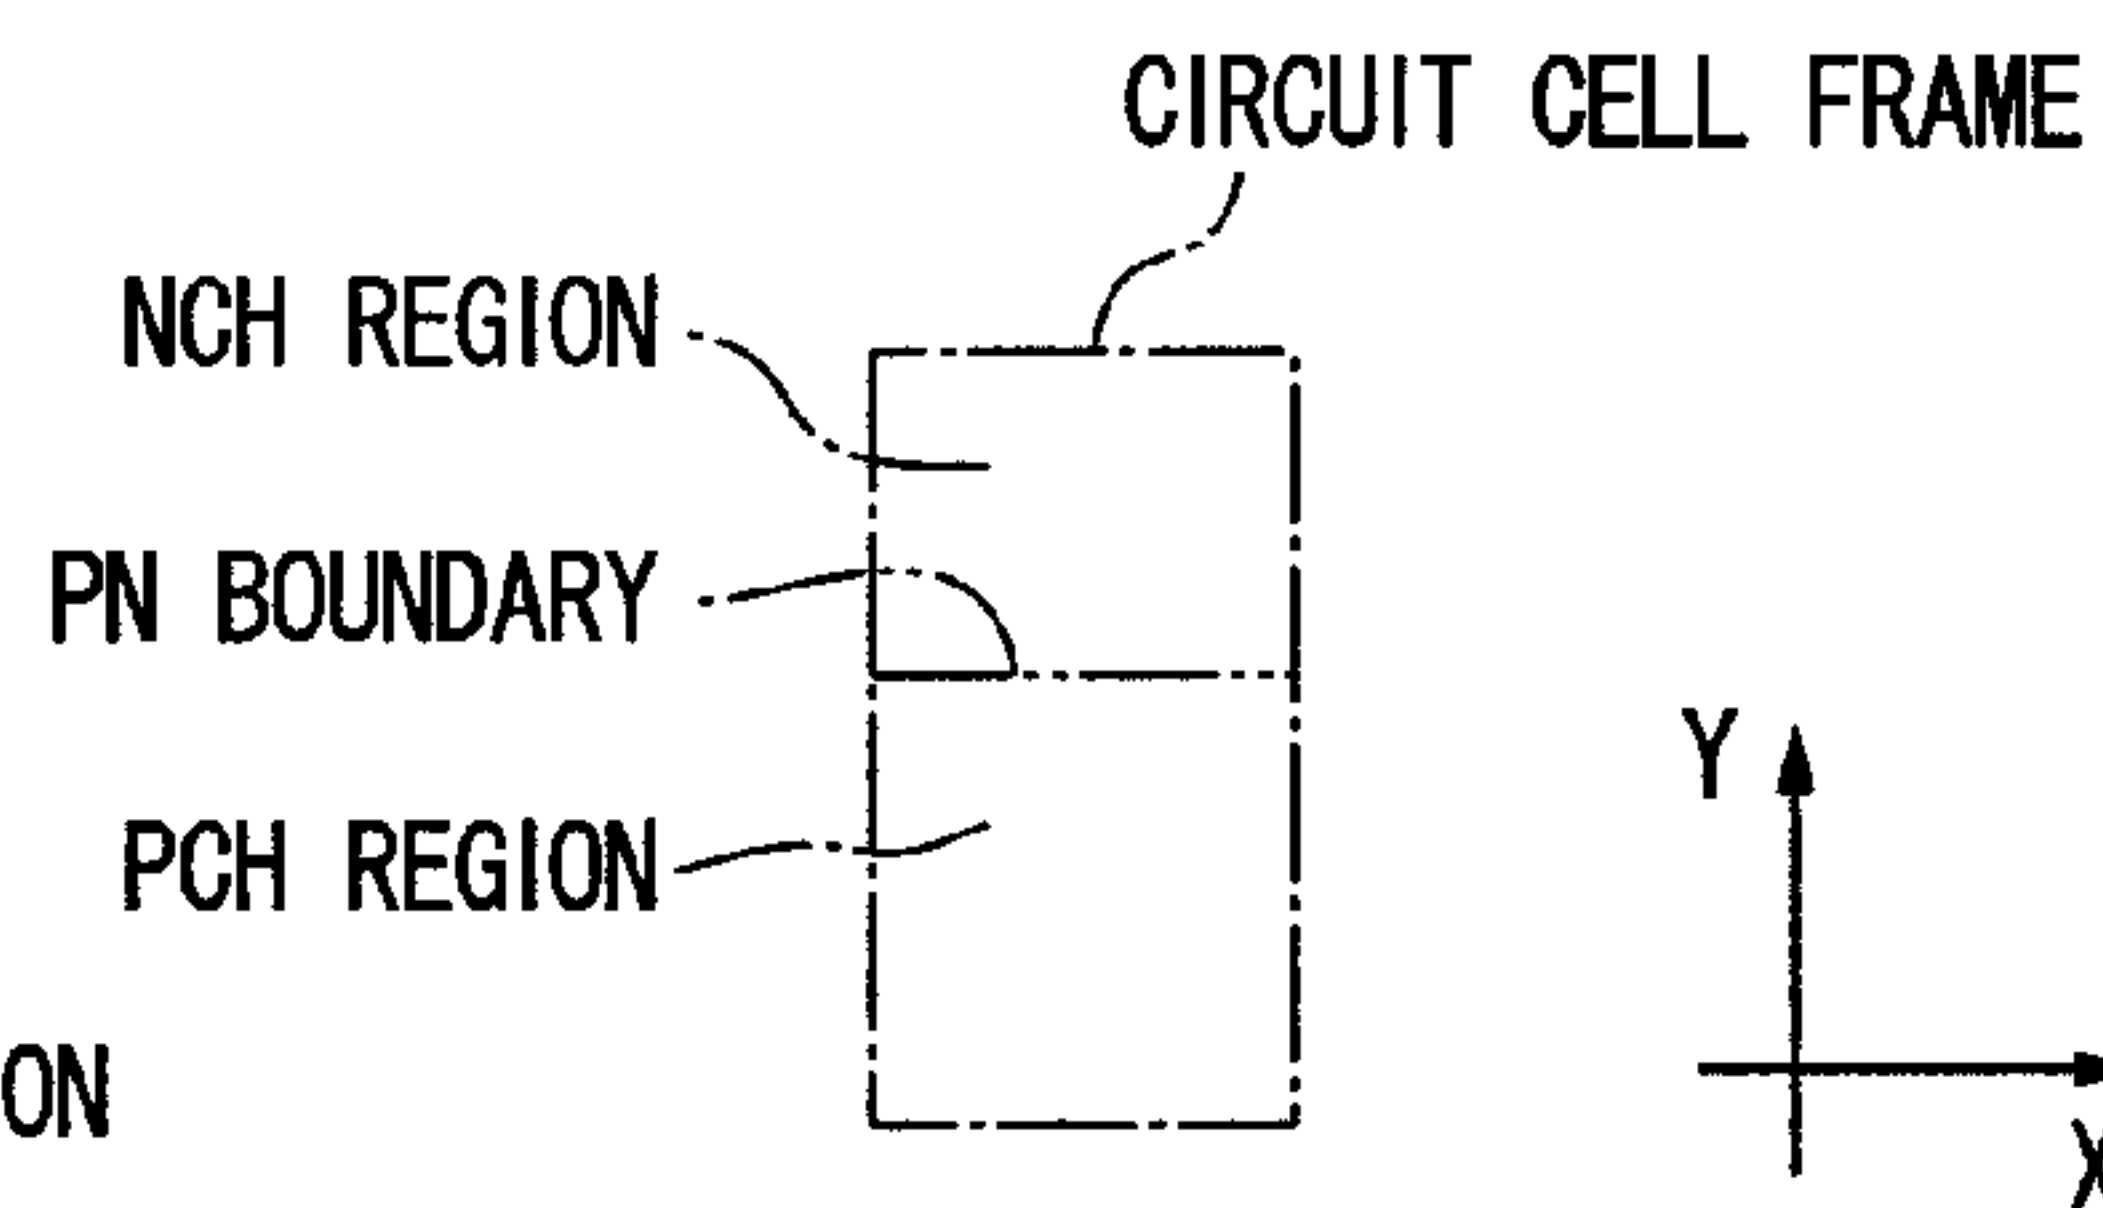 CIRCUIT CELL FRAME
NCH REGION
PN BOUNDARY
Y
PCH REGION
ON
X